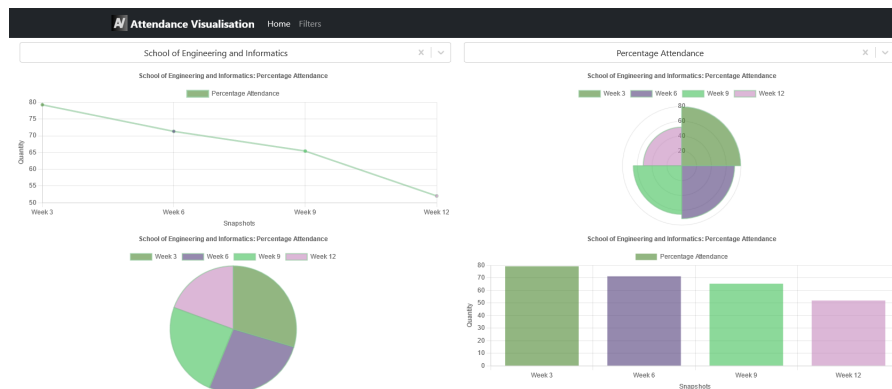 AV Attendance Visualisation Home Filters
School of Engineering and Informatics
Percentage Attendance
School of Engineering and Informatics: Percentage Attendance
Percentage Attendance
80
75
70
65
60
55
50
Quantity
Week 3 Week 6 Week 9 Week 12
Snapshots
School of Engineering and Informatics: Percentage Attendance
Week 3 Week 6 Week 9 Week 12
80
60
40
20
School of Engineering and Informatics: Percentage Attendance
Week 3 Week 6 Week 9 Week 12
School of Engineering and Informatics: Percentage Attendance
Percentage Attendance
80
70
60
50
40
30
20
10
0
Quantity
Week 3 Week 6 Week 9 Week 12
Snapshots